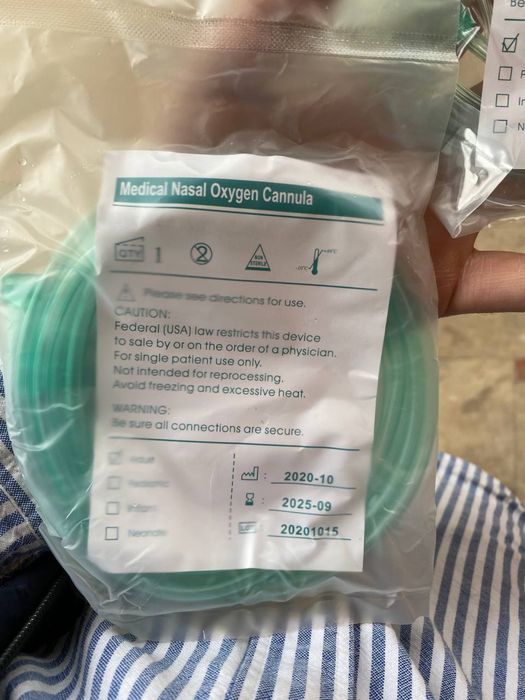 Medical Nasal Oxygen Cannula
QTY 1
2
NON STERILE
Please see directions for use.
CAUTION:
Federal (USA) law restricts this device
to sale by or on the order of a physician.
For single patient use only.
Not intended for reprocessing.
Avoid freezing and excessive heat.
WARNING:
Be sure all connections are secure.
Adult
Pediatric
Infant
Neonate
: 2020-10
: 2025-09
LOT : 20201015
Be
P
In
N